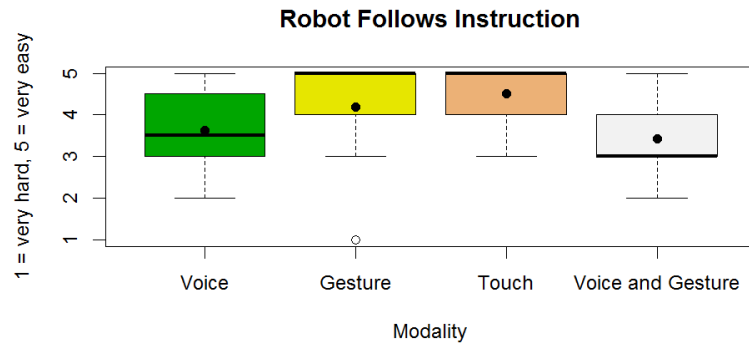 Robot Follows Instruction
1 = very hard, 5 = very easy
5
4
3
2
1
Voice
Gesture
Touch
Voice and Gesture
Modality